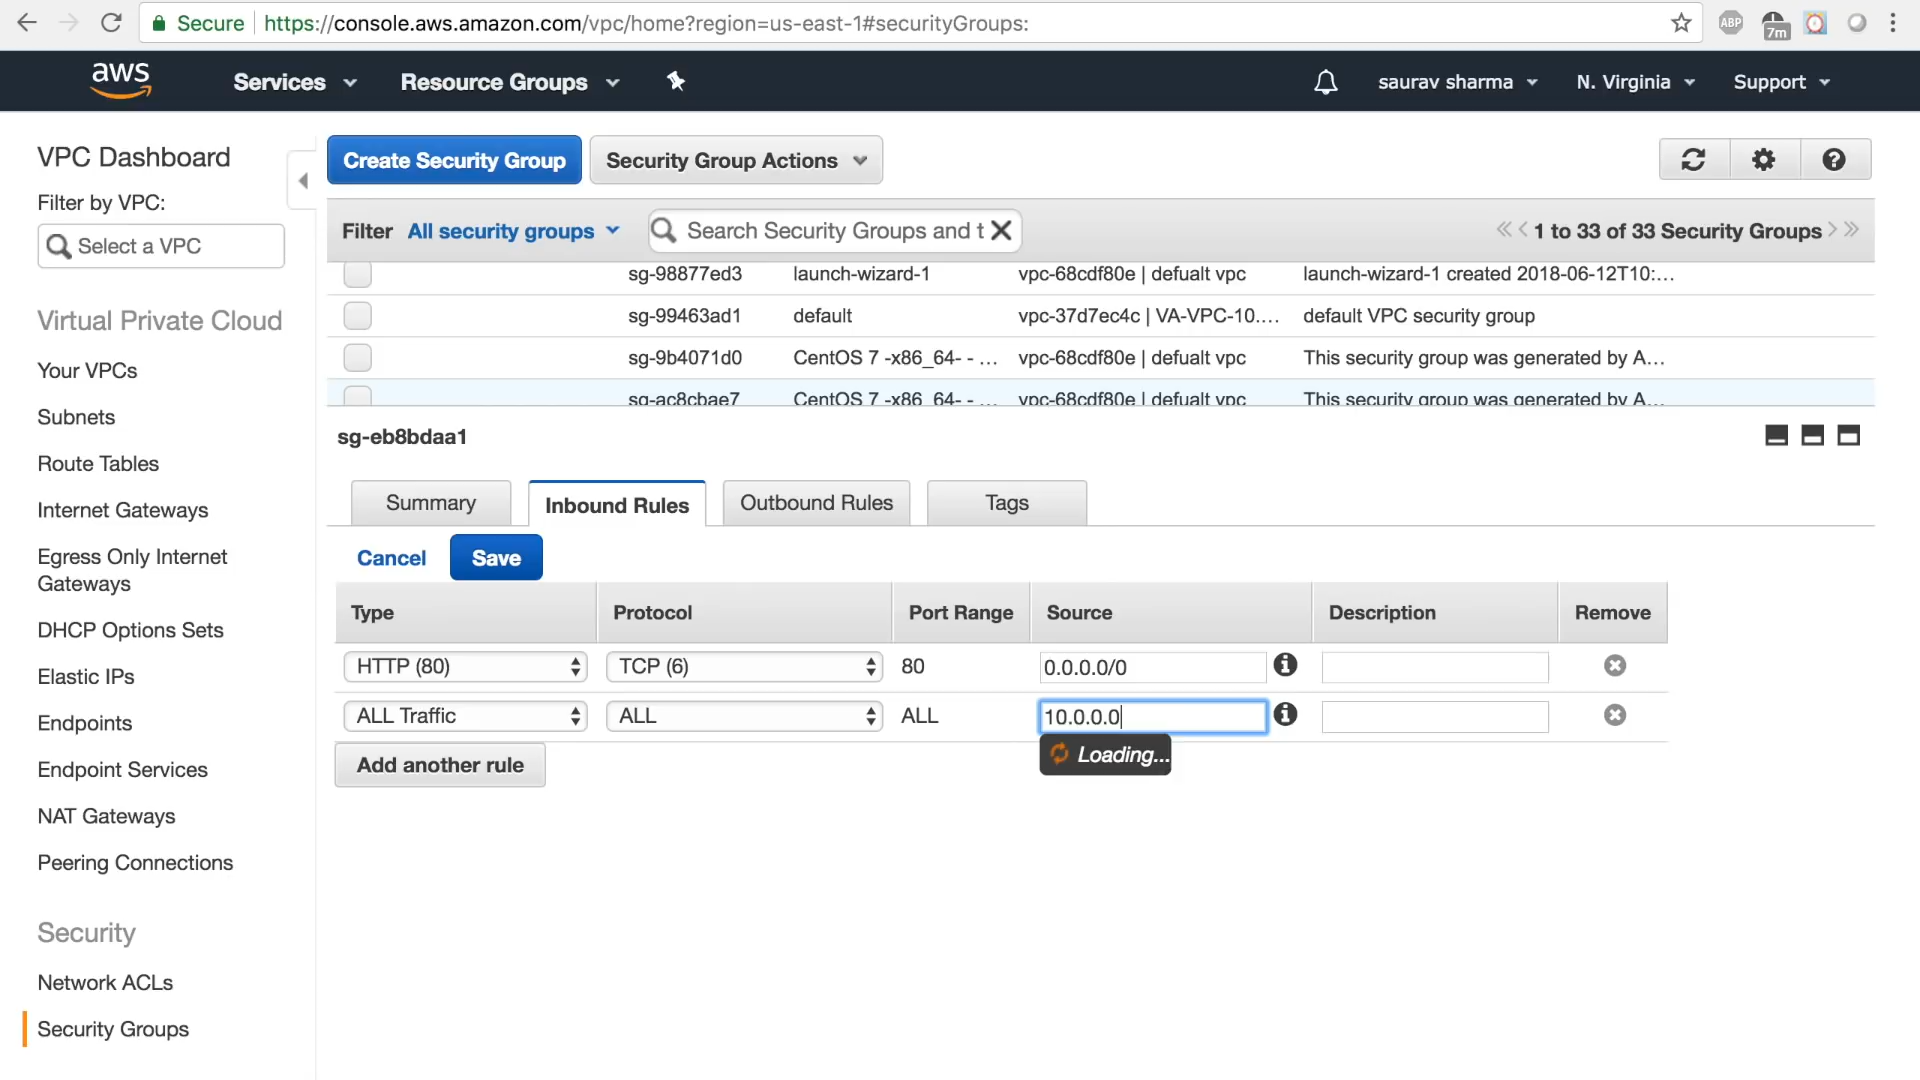 Secure https://console.aws.amazon.com/vpc/home?region=us-east-1#securityGroups:
ABP
7m
aws
Services
Resource Groups
saurav sharma
N. Virginia
Support
VPC Dashboard
Filter by VPC:
Select a VPC
Virtual Private Cloud
Your VPCs
Subnets
Route Tables
Internet Gateways
Egress Only Internet
Gateways
DHCP Options Sets
Elastic IPs
Endpoints
Endpoint Services
NAT Gateways
Peering Connections
Security
Network ACLs
Security Groups
Create Security Group
Security Group Actions
Filter All security groups
Search Security Groups and t
1 to 33 of 33 Security Groups
sg-98877ed3 launch-wizard-1 vpc-68cdf80e | defualt vpc launch-wizard-1 created 2018-06-12T10:...
sg-99463ad1 default vpc-37d7ec4c | VA-VPC-10.... default VPC security group
sg-9b4071d0 CentOS 7 -x86_64- - ... vpc-68cdf80e | defualt vpc This security group was generated by A...
sg-ac8cbae7 CentOS 7 -x86_64- - ... vpc-68cdf80e | defualt vpc This security group was generated by A...
sg-eb8bdaa1
Summary
Inbound Rules
Outbound Rules
Tags
Cancel
Save
Type Protocol Port Range Source Description Remove
HTTP (80) TCP (6) 80 0.0.0.0/0
ALL Traffic ALL ALL 10.0.0.0
Loading...
Add another rule